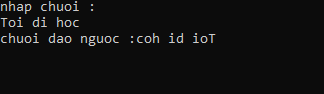 nhap chuoi :
Toi di hoc
chuoi dao nguoc :coh id ioT